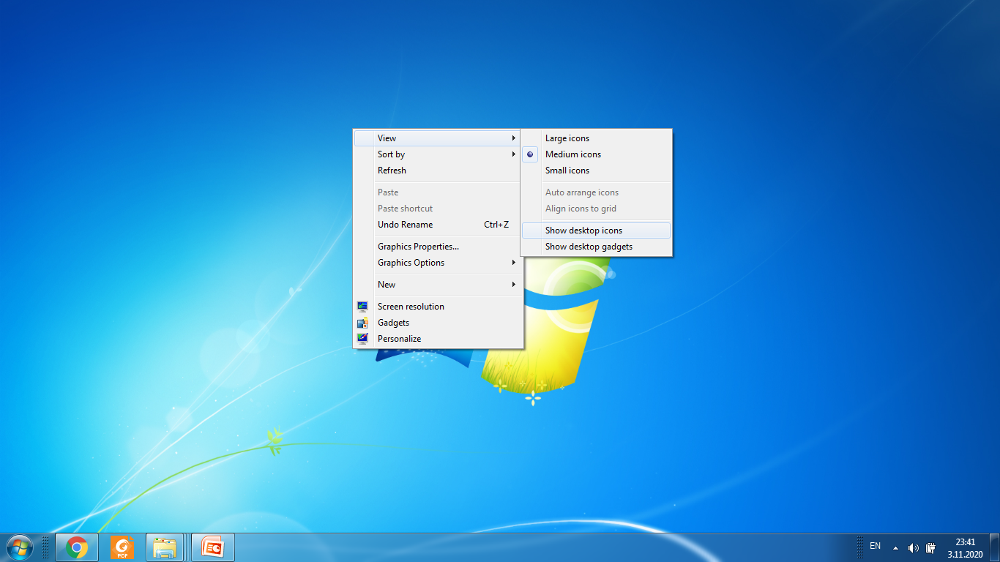 View
Sort by
Refresh
Paste
Paste shortcut
Undo Rename Ctrl+Z
Graphics Properties...
Graphics Options
New
Screen resolution
Gadgets
Personalize
Large icons
Medium icons
Small icons
Auto arrange icons
Align icons to grid
Show desktop icons
Show desktop gadgets
PDF
EN
23:41
3.11.2020